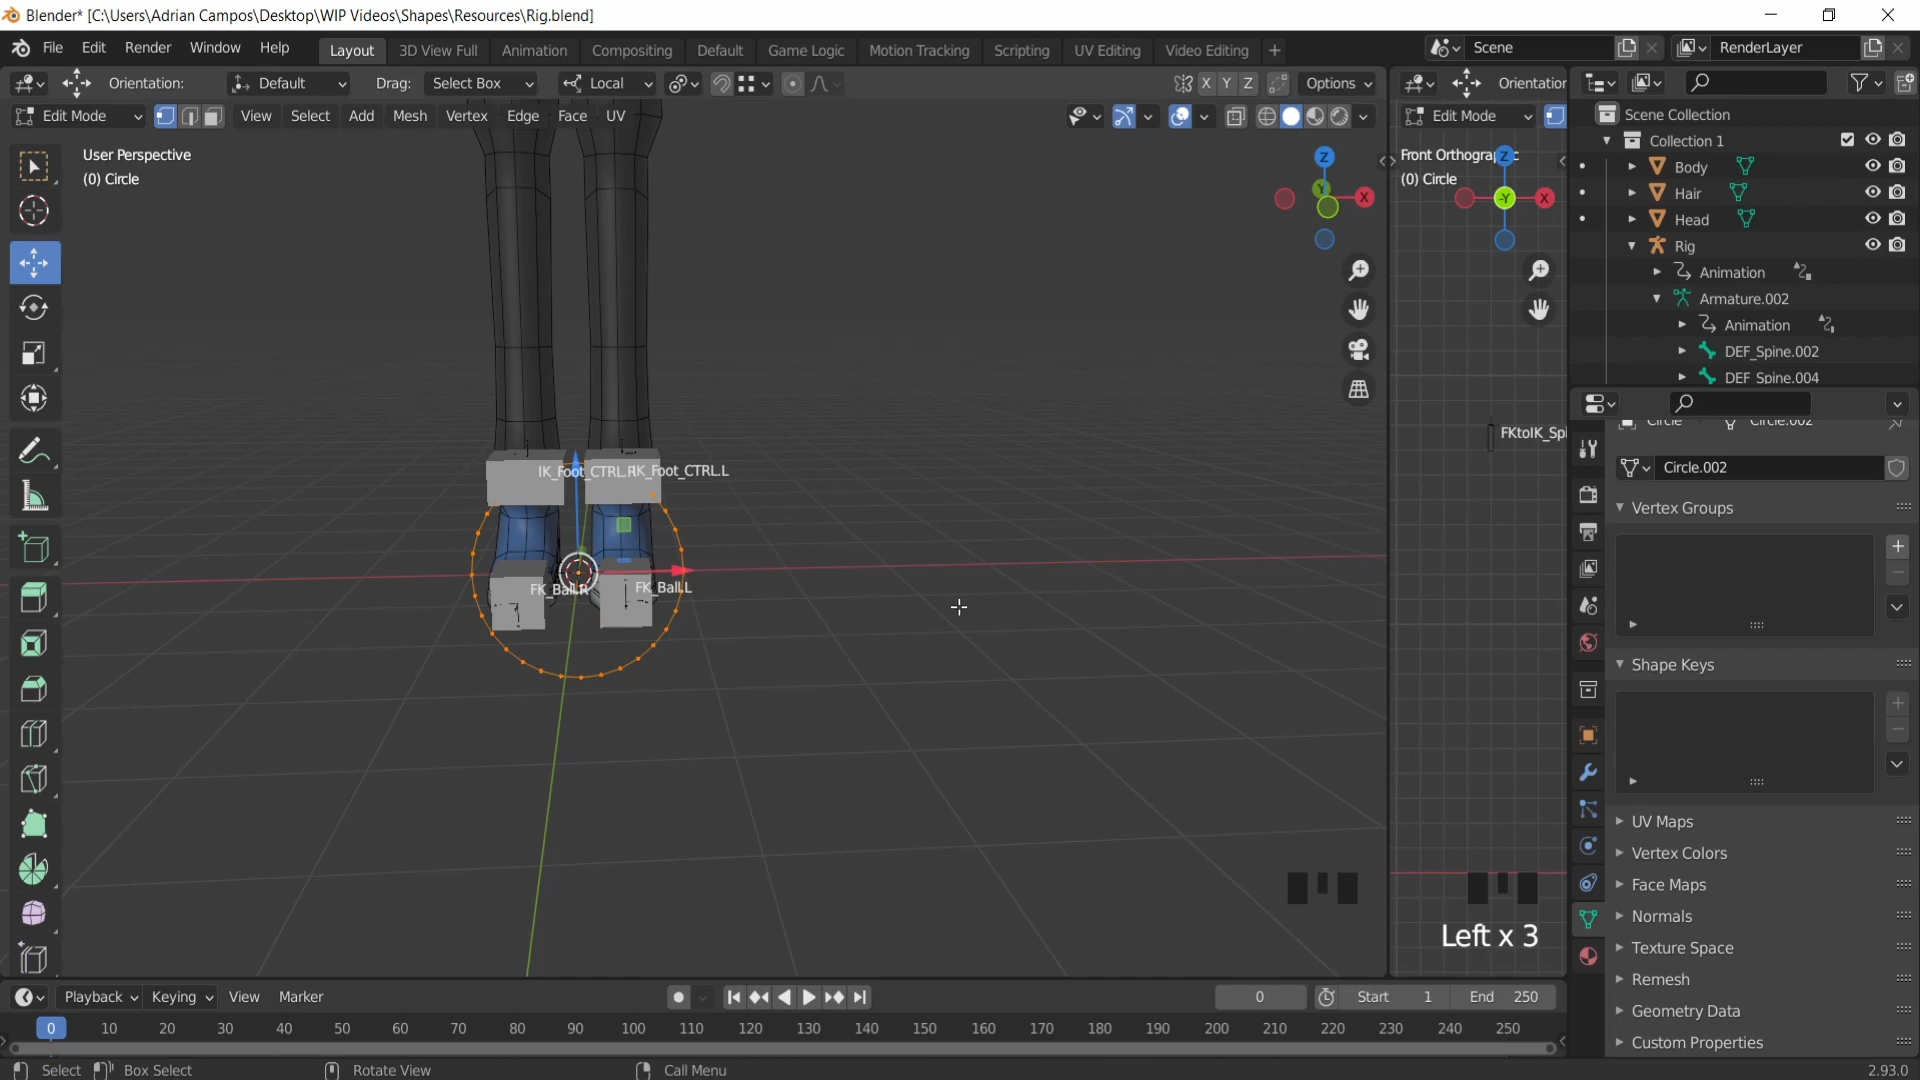 Blender* [C:\Users\Adrian Campos\Desktop\WIP Videos\Shapes\Resources\Rig.blend]
File Edit Render Window Help Layout 3D View Full Animation Compositing Default Game Logic Motion Tracking Scripting UV Editing Video Editing + Scene RenderLayer
Orientation: Default Drag: Select Box Local X Y Z Options Orientation
Edit Mode View Select Add Mesh Vertex Edge Face UV Edit Mode
Scene Collection
Collection 1
Body
Hair
Head
Rig
Animation
Armature.002
Animation
DEF_Spine.002
DEF_Spine.004
User Perspective
(0) Circle
Z
Y
X
Front Orthographic
(0) Circle
Z
-Y
X
FKtoIK_Spi
IK_Foot_CTRL.R
IK_Foot_CTRL.L
FK_Ball.R
FK_Ball.L
Left x 3
Circle Circle.002
Circle.002
Vertex Groups
Shape Keys
UV Maps
Vertex Colors
Face Maps
Normals
Texture Space
Remesh
Geometry Data
Custom Properties
Playback Keying View Marker 0 Start 1 End 250
0 10 20 30 40 50 60 70 80 90 100 110 120 130 140 150 160 170 180 190 200 210 220 230 240 250
Select Box Select Rotate View Call Menu 2.93.0